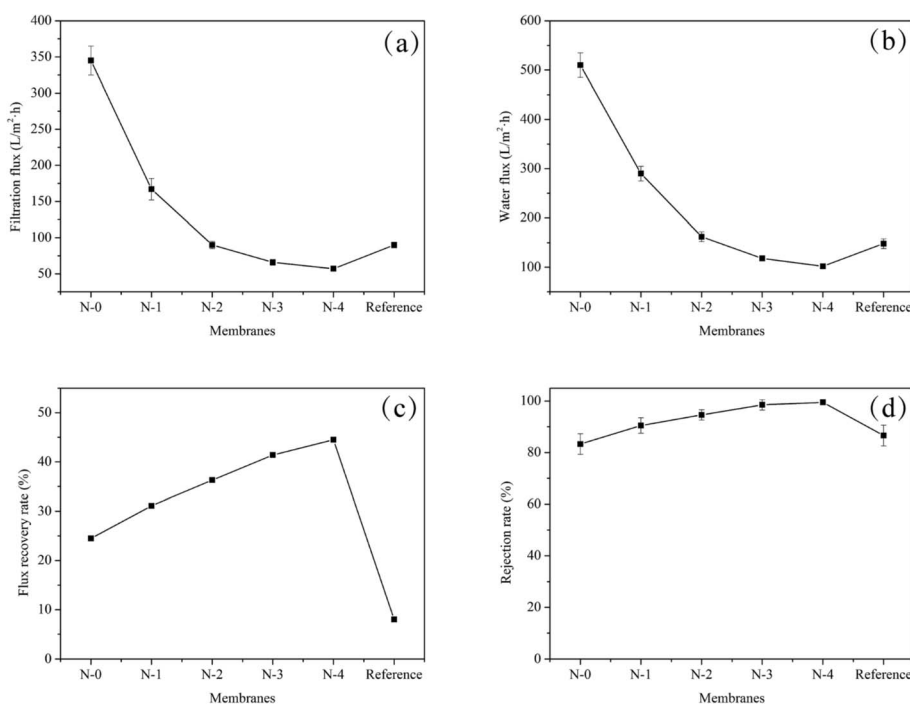 (a)
Filtration flux (L/m²·h)
400
350
300
250
200
150
100
50
N-0 N-1 N-2 N-3 N-4 Reference
Membranes
(b)
Water flux (L/m²·h)
600
500
400
300
200
100
N-0 N-1 N-2 N-3 N-4 Reference
Membranes
(c)
Flux recovery rate (%)
50
40
30
20
10
0
N-0 N-1 N-2 N-3 N-4 Reference
Membranes
(d)
Rejection rate (%)
100
80
60
40
20
0
N-0 N-1 N-2 N-3 N-4 Reference
Membranes